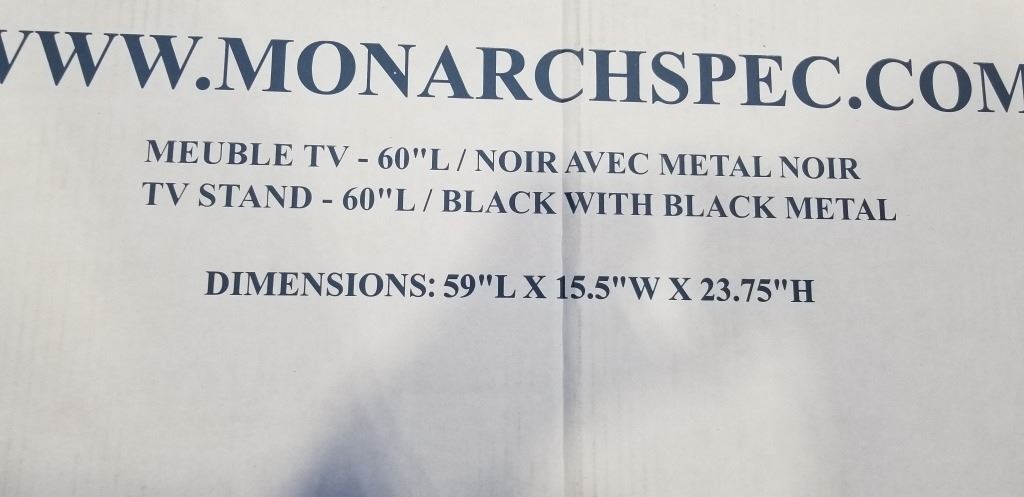 WWW.MONARCHSPEC.COM
MEUBLE TV - 60"L / NOIR AVEC METAL NOIR
TV STAND - 60"L / BLACK WITH BLACK METAL
DIMENSIONS: 59"L X 15.5"W X 23.75"H